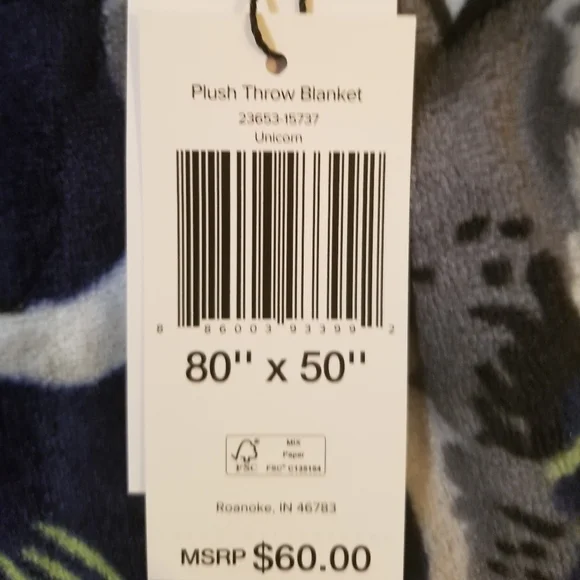 Plush Throw Blanket
23653-15737
Unicorn
8 86003 93399 2
80" x 50"
MIX
Paper
FSC FSC® C135184
Roanoke, IN 46783
MSRP $60.00